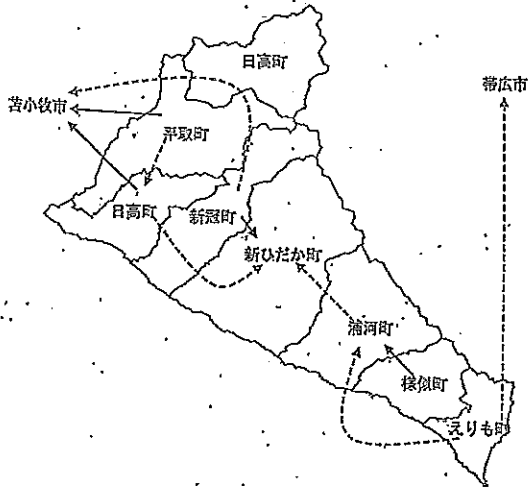 日高町
帯広市
苫小牧市
平取町
日高町
新冠町
新ひだか町
浦河町
様似町
えりも町